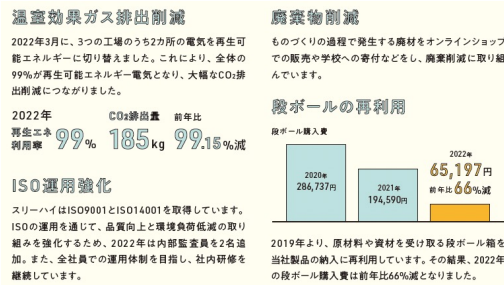 温室効果ガス排出削減
2022年3月に、3つの工場のうち2カ所の電気を再生可
能エネルギーに切り替えました。これにより、全体の
99％が再生可能エネルギー電気となり、大幅なCO₂排
出削減につながりました。
2022年
再生エネ
利用率 99%
CO₂排出量
185kg
前年比
99.15%減
ISO運用強化
スリーハイはISO9001とISO14001を取得しています。
ISOの運用を通じて、品質向上と環境負荷低減の取り
組みを強化するため、2022年は内部監査員を2名追
加。また、全社員での運用体制を目指し、社内研修を
継続しています。
廃棄物削減
ものづくりの過程で発生する廃材をオンラインショップ
での販売や学校への寄付などをし、廃棄削減に取り組
んでいます。
段ボールの再利用
段ボール購入費
2020年
286,737円
2021年
194,590円
2022年
65,197円
前年比66%減
2019年より、原材料や資材を受け取る段ボール箱を
当社製品の納入に再利用しています。その結果、2022年
の段ボール購入費は前年比66%減となりました。